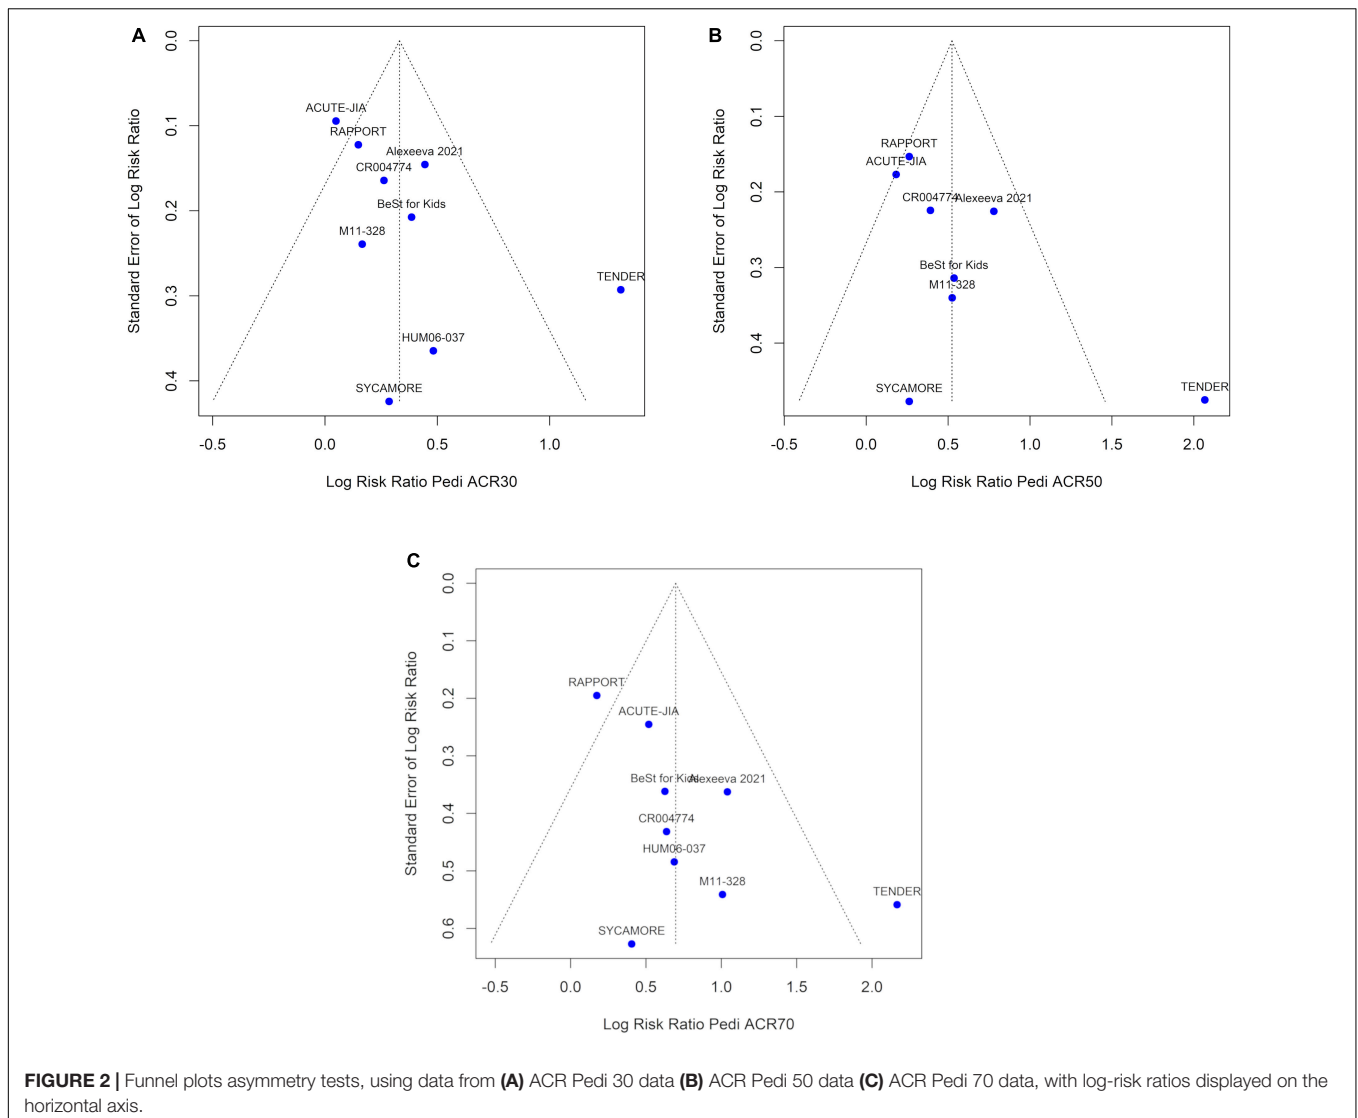 A
0.0
0.1
0.2
0.3
0.4
Standard Error of Log Risk Ratio
ACUTE-JIA
RAPPORT
Alexeeva 2021
CR004774
BeSt for Kids
M11-328
TENDER
HUM06-037
SYCAMORE
-0.5 0.0 0.5 1.0
Log Risk Ratio Pedi ACR30
B
0.0
0.1
0.2
0.3
0.4
Standard Error of Log Risk Ratio
RAPPORT
ACUTE-JIA
CR004774 Alexeeva 2021
BeSt for Kids
M11-328
SYCAMORE
TENDER
-0.5 0.0 0.5 1.0 1.5 2.0
Log Risk Ratio Pedi ACR50
C
0.0
0.1
0.2
0.3
0.4
0.5
0.6
Standard Error of Log Risk Ratio
RAPPORT
ACUTE-JIA
BeSt for Kids Alexeeva 2021
CR004774
HUM06-037
M11-328
TENDER
SYCAMORE
-0.5 0.0 0.5 1.0 1.5 2.0
Log Risk Ratio Pedi ACR70
FIGURE 2 | Funnel plots asymmetry tests, using data from (A) ACR Pedi 30 data (B) ACR Pedi 50 data (C) ACR Pedi 70 data, with log-risk ratios displayed on the
horizontal axis.